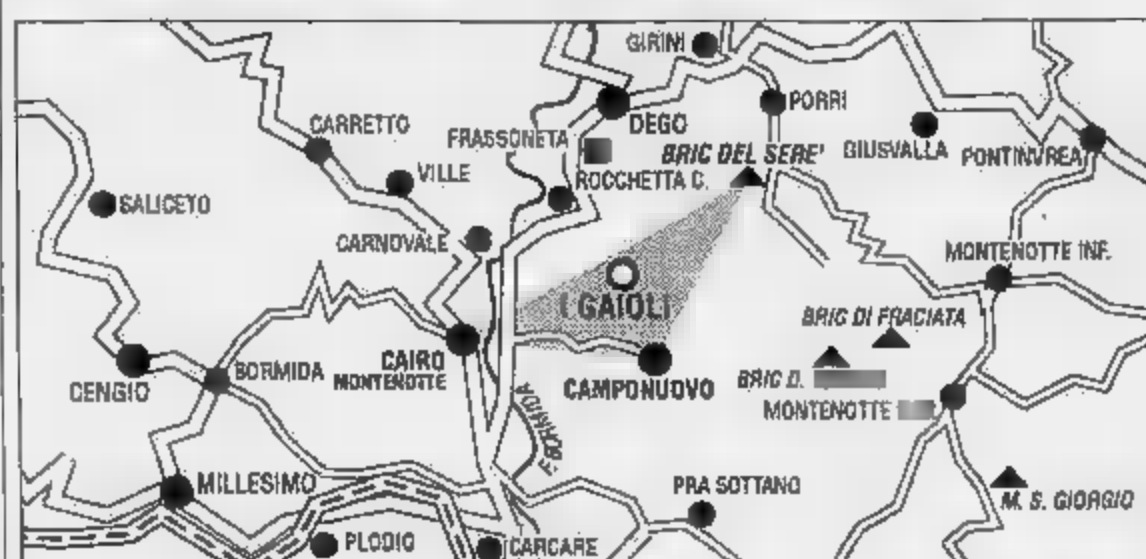 GIRINI
DEGO
PORRI
CARRETTO
FRASSONETA
BRIC DEL SERE'
GIUSVALLA
PONTINVREA
VILLE
ROCCHETTA C.
SALICETO
CARNOVALE
MONTENOTTE INF.
I GAIOLI
BRIC DI FRACIATA
CAIRO
MONTENOTTE
CENGIO
BORMIDA
CAMPONUOVO
BRIC D.
MONTENOTTE
F. BORMIDA
MILLESIMO
PRA SOTTANO
M. S. GIORGIO
PLODIO
CARCARE